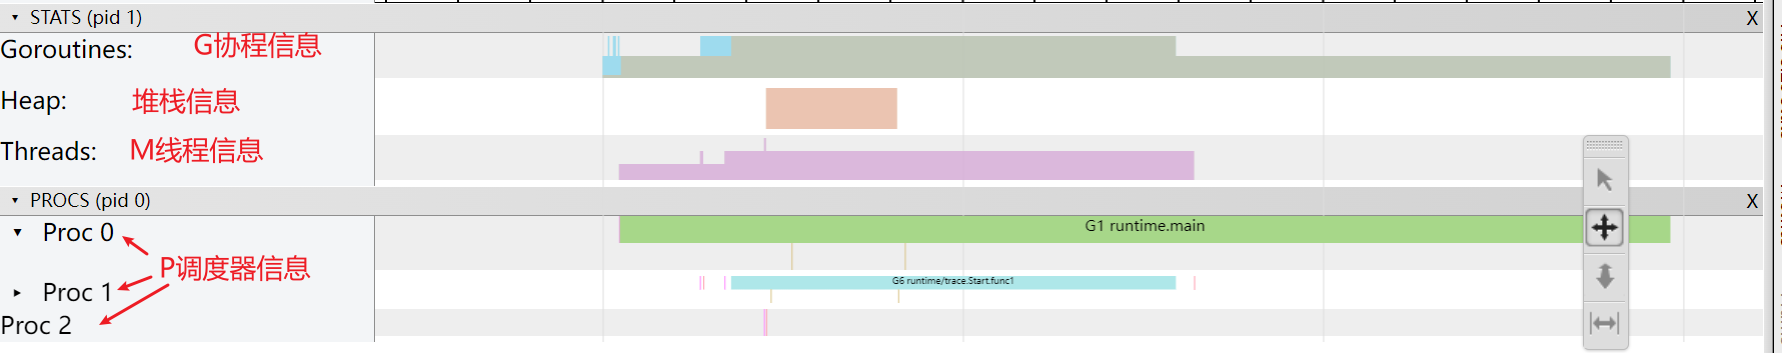 STATS (pid 1)
X
Goroutines:
G协程信息
Heap:
堆栈信息
Threads:
M线程信息
PROCS (pid 0)
X
Proc 0
G1 runtime.main
P调度器信息
Proc 1
G6 runtime/trace.Start.func1
Proc 2